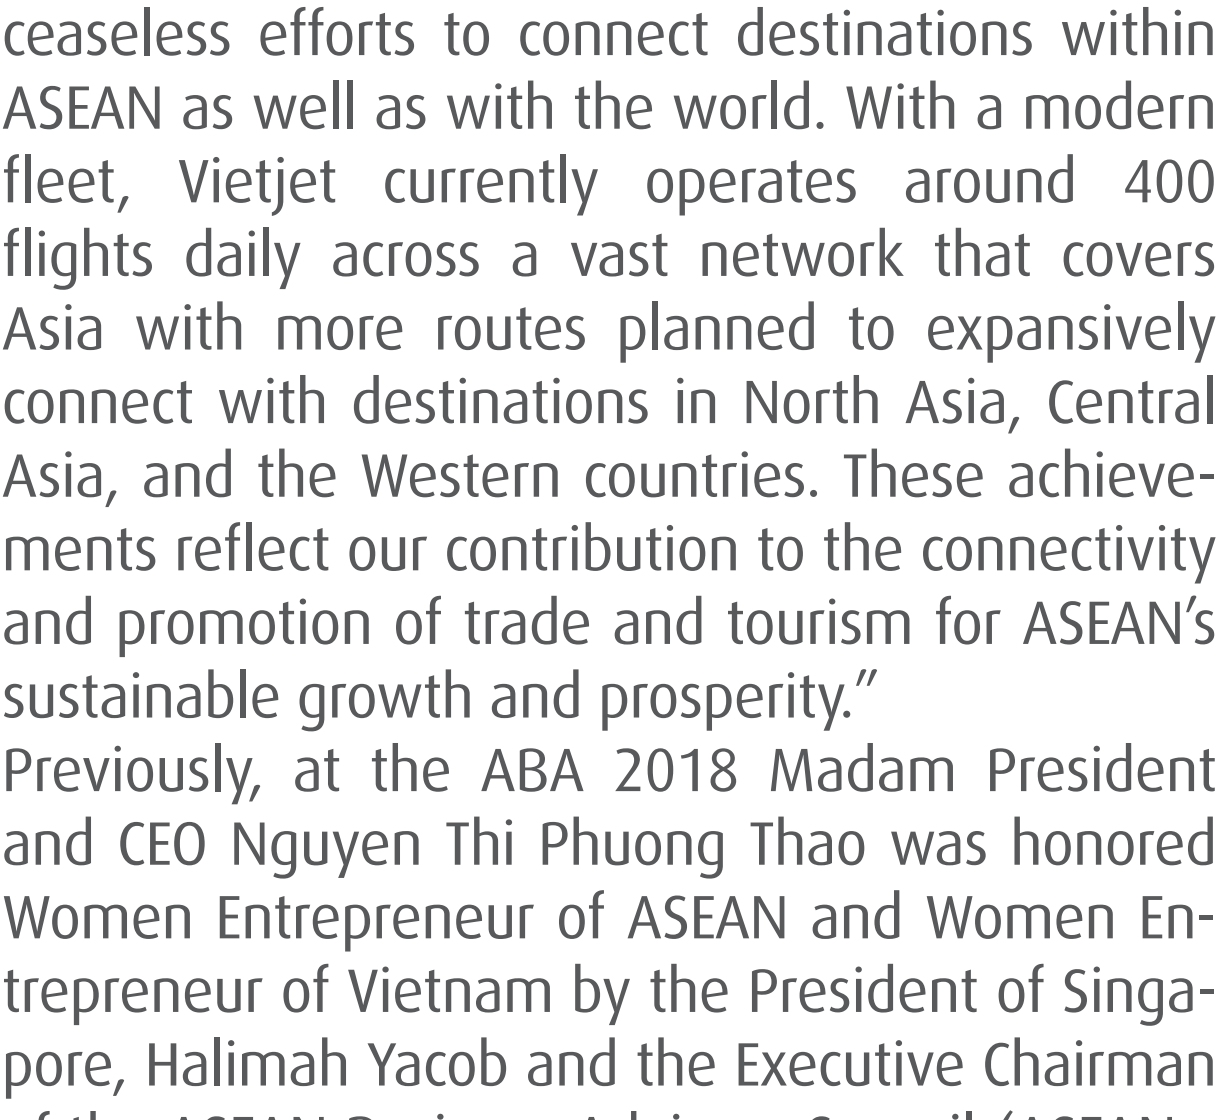 ceaseless efforts to connect destinations within
ASEAN as well as with the world. With a modern
fleet, Vietjet currently operates around 400
flights daily across a vast network that covers
Asia with more routes planned to expansively
connect with destinations in North Asia, Central
Asia, and the Western countries. These achieve-
ments reflect our contribution to the connectivity
and promotion of trade and tourism for ASEAN’s
sustainable growth and prosperity.”
Previously, at the ABA 2018 Madam President
and CEO Nguyen Thi Phuong Thao was honored
Women Entrepreneur of ASEAN and Women En-
trepreneur of Vietnam by the President of Singa-
pore, Halimah Yacob and the Executive Chairman